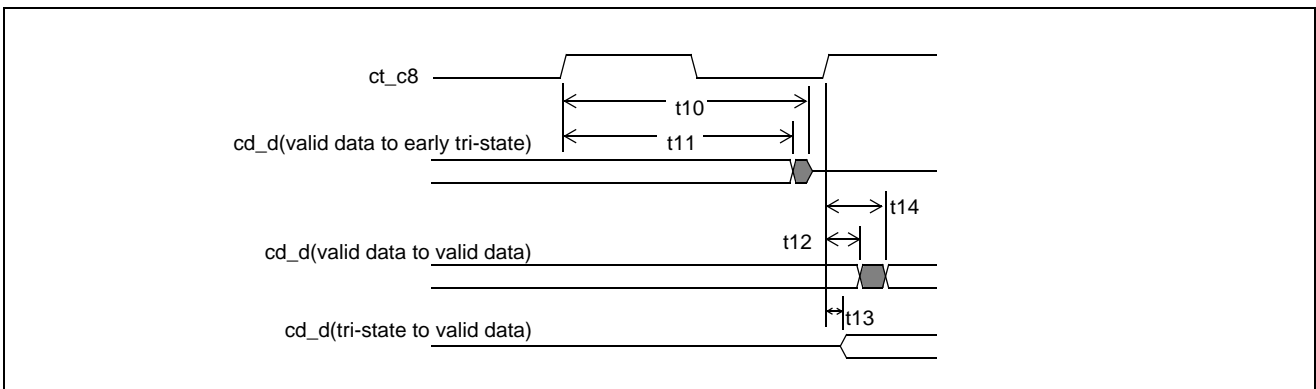 ct_c8
t10
cd_d(valid data to early tri-state)
t11
t14
t12
cd_d(valid data to valid data)
t13
cd_d(tri-state to valid data)